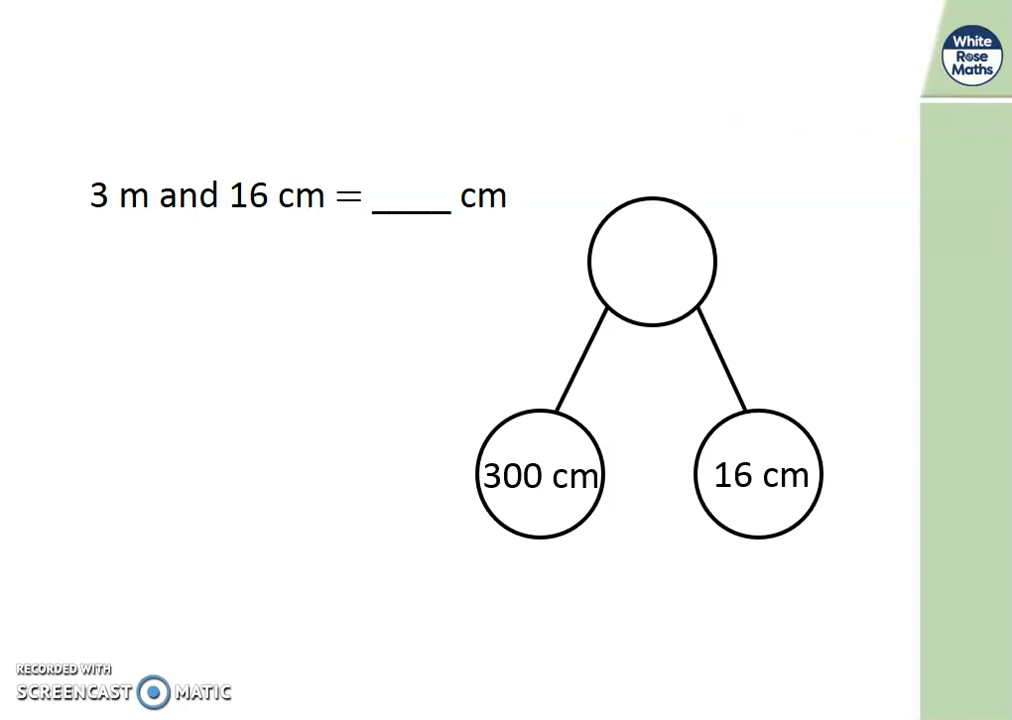 White
Rose
Maths
3 m and 16 cm = ____ cm
300 cm
16 cm
RECORDED WITH
SCREENCAST MATIC